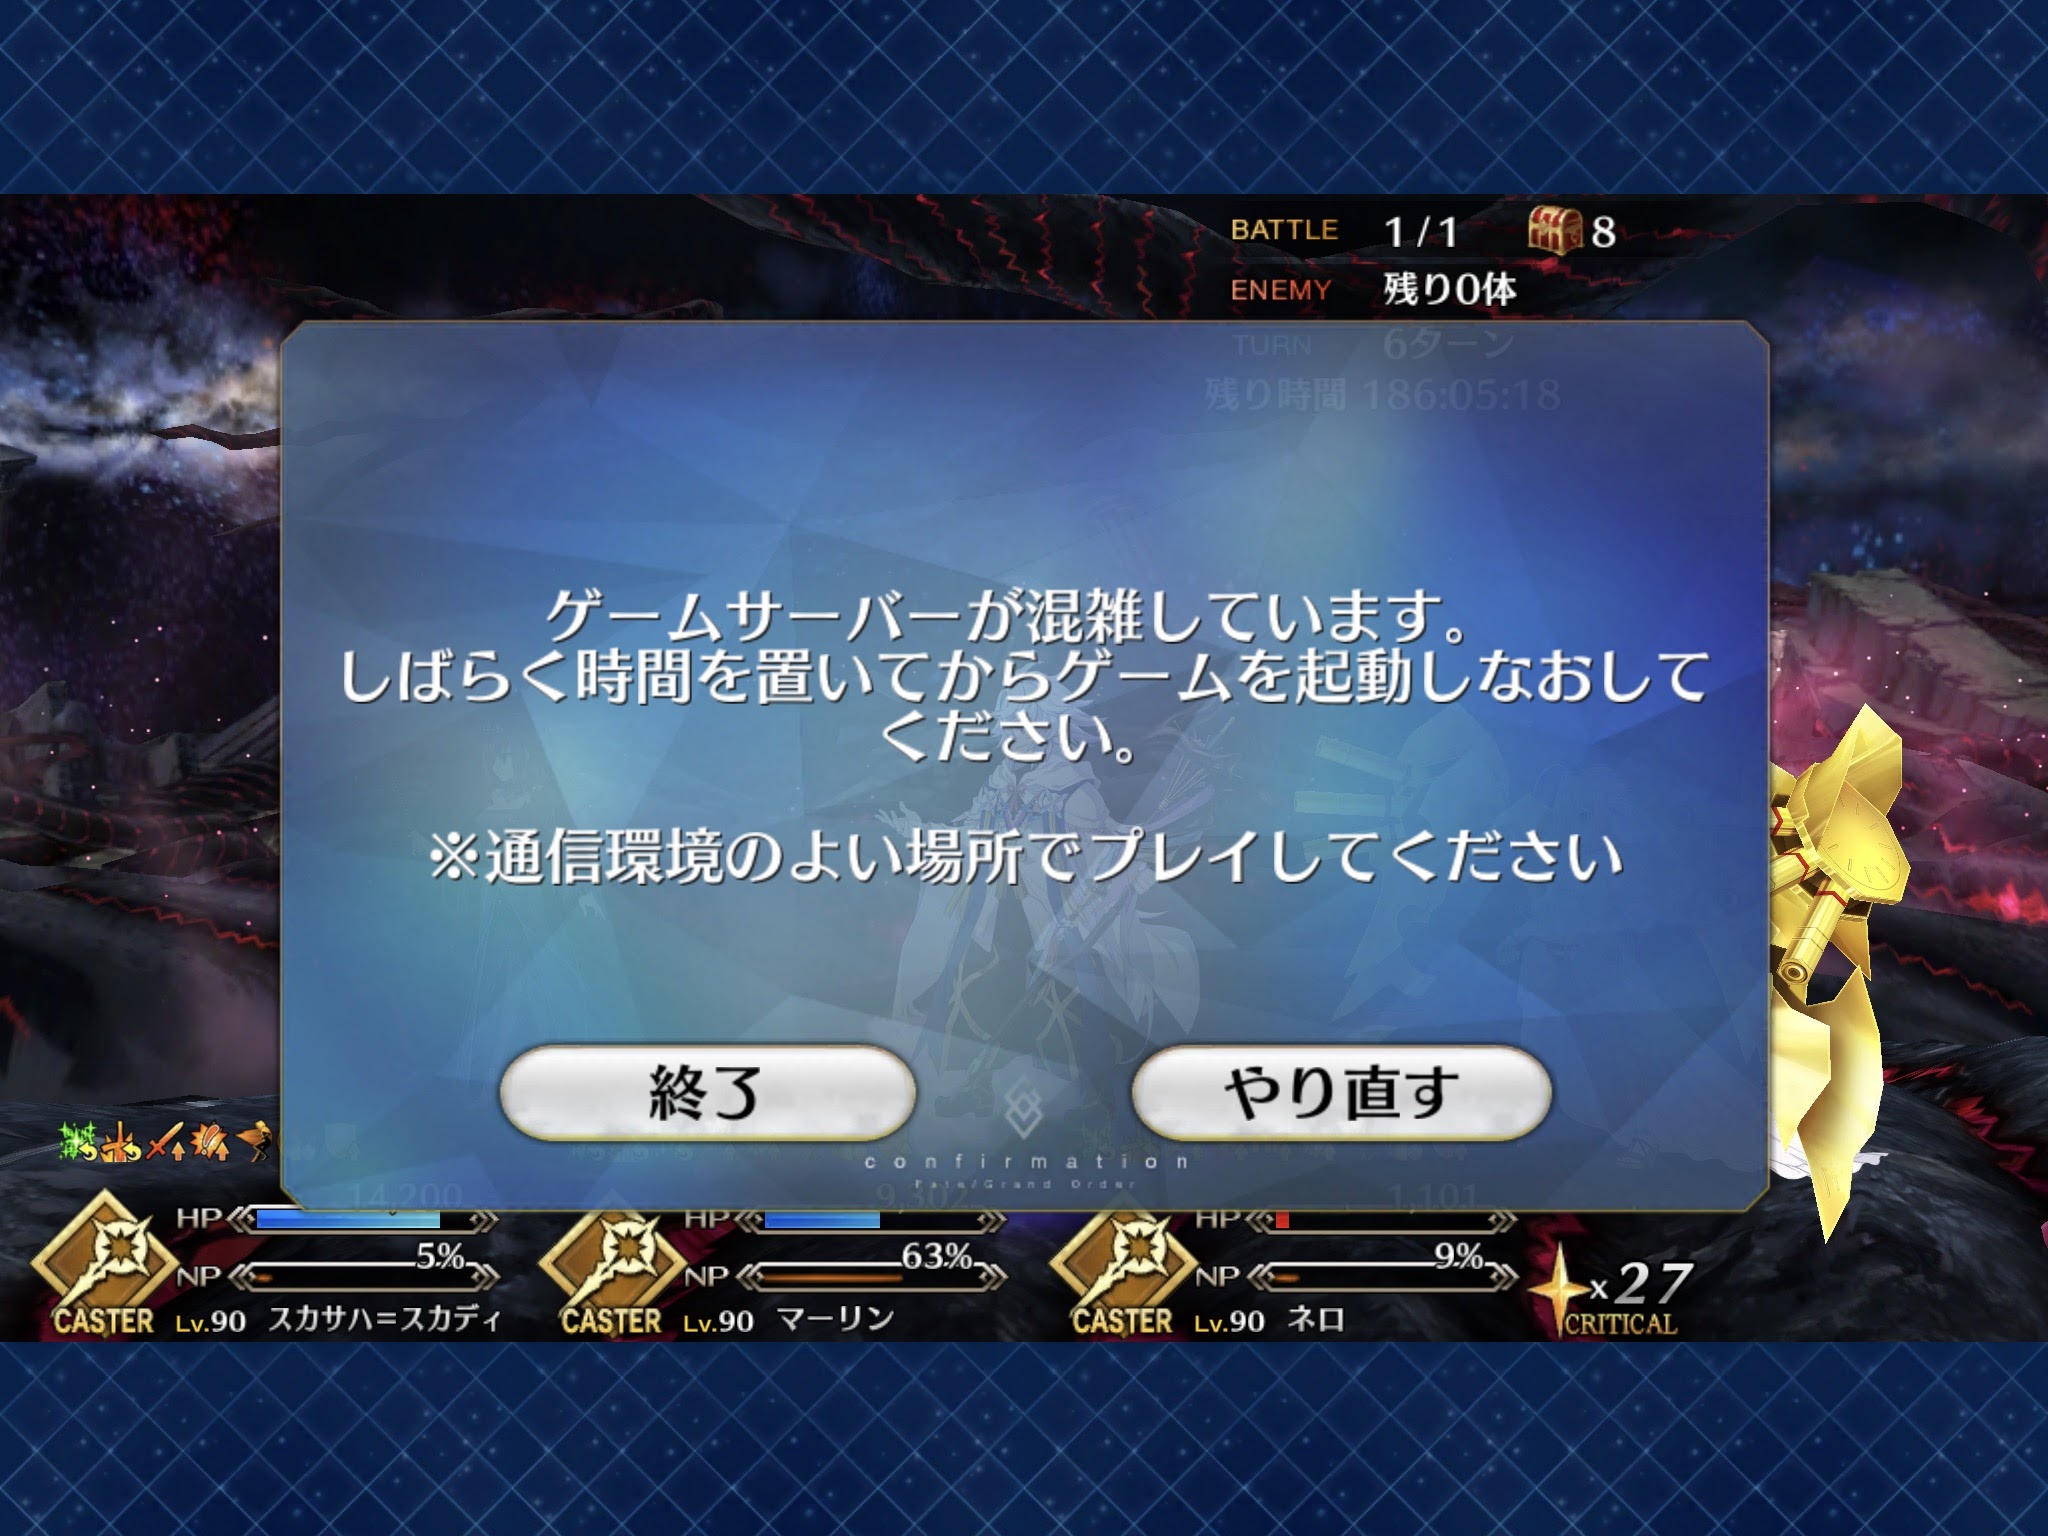 BATTLE 1/1 8
ENEMY 残り0体
TURN 6ターン
残り時間 186:05:18
ゲームサーバーが混雑しています。
しばらく時間を置いてからゲームを起動しなおして
ください。
※通信環境のよい場所でプレイしてください
終了
やり直す
confirmation
Fate/Grand Order
14,200
9,302
1,101
HP
HP
HP
5%
63%
9%
NP
NP
NP
x27
CRITICAL
CASTER Lv.90 スカサハ=スカディ
CASTER Lv.90 マーリン
CASTER Lv.90 ネロ